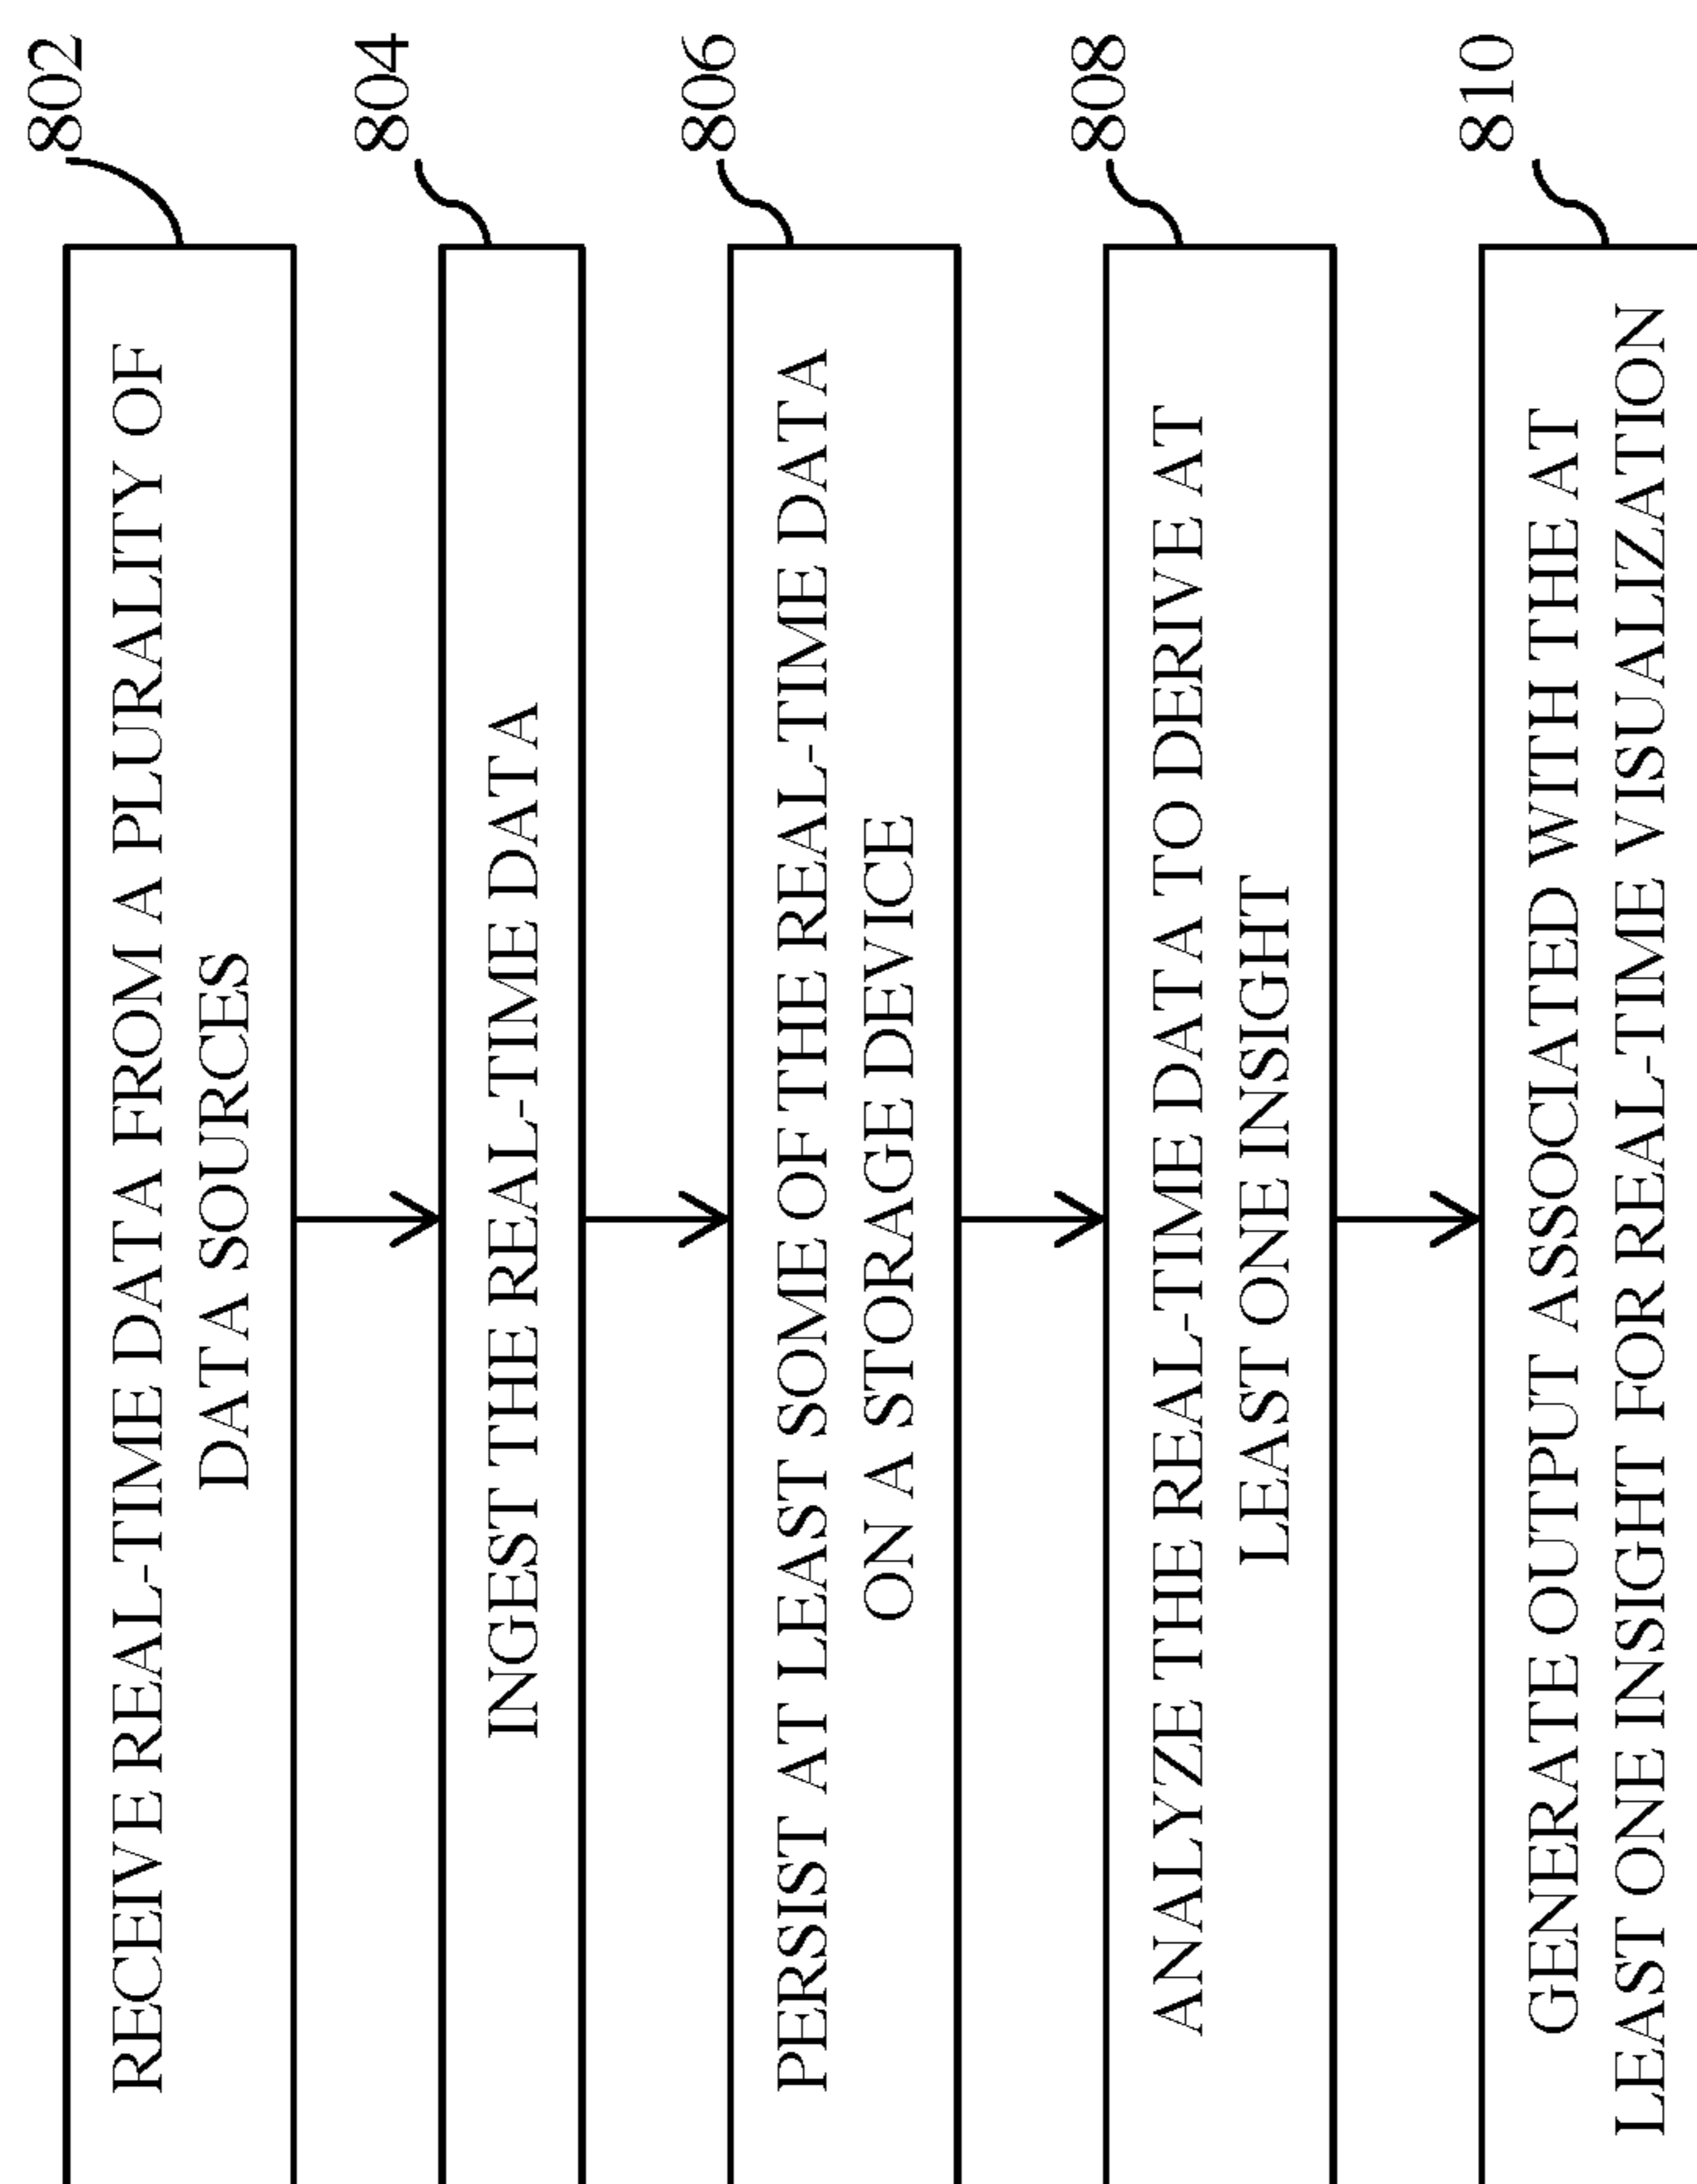 802
RECEIVE REAL-TIME DATA FROM A PLURALITY OF
DATA SOURCES
804
INGEST THE REAL-TIME DATA
806
PERSIST AT LEAST SOME OF THE REAL-TIME DATA
ON A STORAGE DEVICE
808
ANALYZE THE REAL-TIME DATA TO DERIVE AT
LEAST ONE INSIGHT
810
GENERATE OUTPUT ASSOCIATED WITH THE AT
LEAST ONE INSIGHT FOR REAL-TIME VISUALIZATION